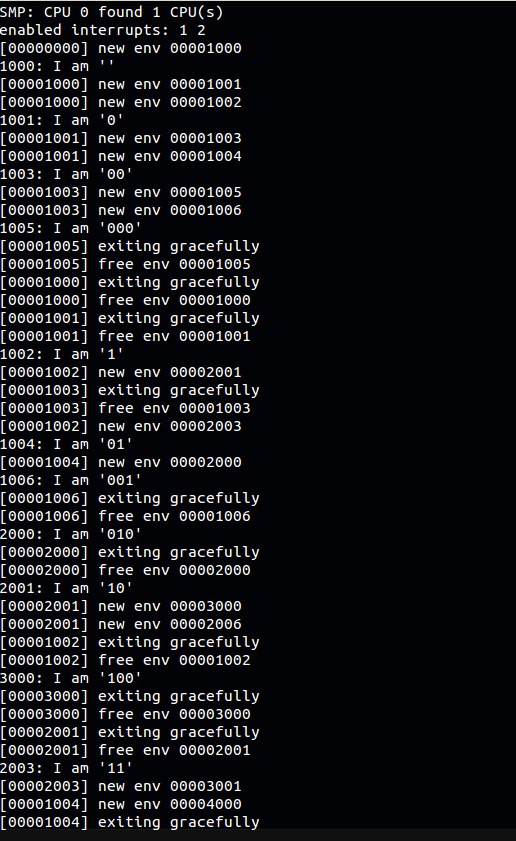 SMP: CPU 0 found 1 CPU(s)
enabled interrupts: 1 2
[00000000] new env 00001000
1000: I am ''
[00001000] new env 00001001
[00001000] new env 00001002
1001: I am '0'
[00001001] new env 00001003
[00001001] new env 00001004
1003: I am '00'
[00001003] new env 00001005
[00001003] new env 00001006
1005: I am '000'
[00001005] exiting gracefully
[00001005] free env 00001005
[00001000] exiting gracefully
[00001000] free env 00001000
[00001001] exiting gracefully
[00001001] free env 00001001
1002: I am '1'
[00001002] new env 00002001
[00001003] exiting gracefully
[00001003] free env 00001003
[00001002] new env 00002003
1004: I am '01'
[00001004] new env 00002000
1006: I am '001'
[00001006] exiting gracefully
[00001006] free env 00001006
2000: I am '010'
[00002000] exiting gracefully
[00002000] free env 00002000
2001: I am '10'
[00002001] new env 00003000
[00002001] new env 00002006
[00001002] exiting gracefully
[00001002] free env 00001002
3000: I am '100'
[00003000] exiting gracefully
[00003000] free env 00003000
[00002001] exiting gracefully
[00002001] free env 00002001
2003: I am '11'
[00002003] new env 00003001
[00001004] new env 00004000
[00001004] exiting gracefully